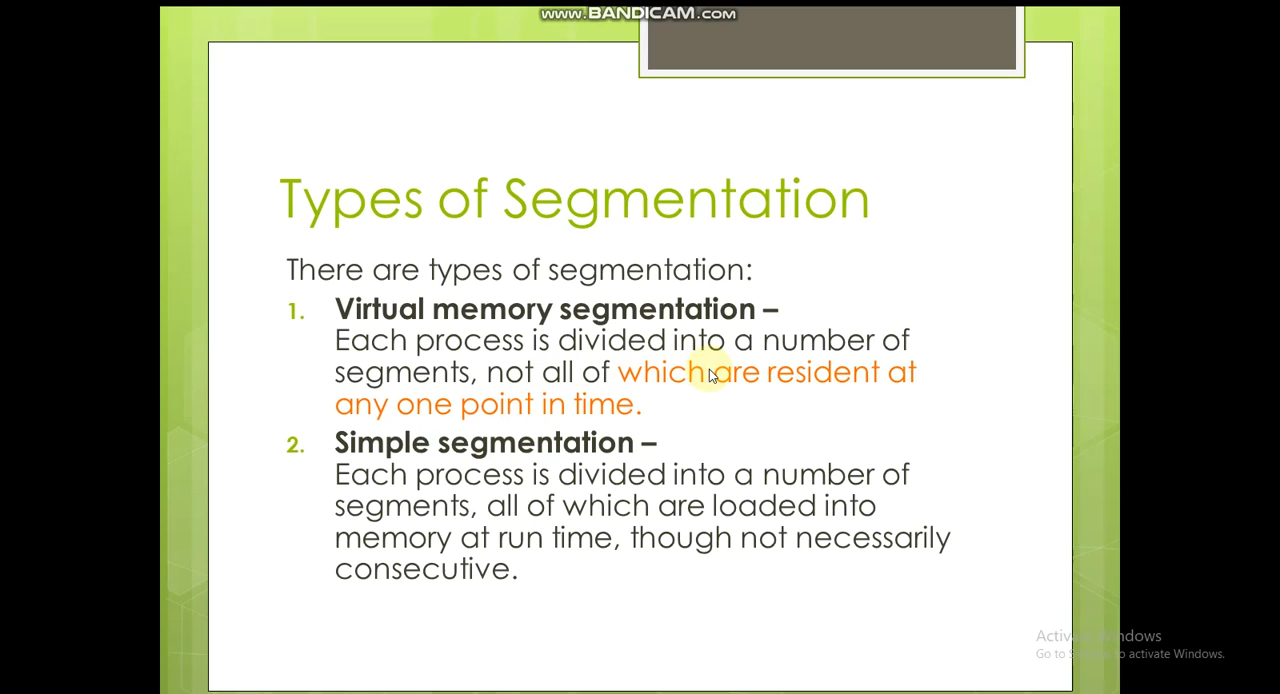 www.BANDICAM.com
Types of Segmentation
There are types of segmentation:
1. Virtual memory segmentation –
Each process is divided into a number of
segments, not all of which are resident at
any one point in time.
2. Simple segmentation –
Each process is divided into a number of
segments, all of which are loaded into
memory at run time, though not necessarily
consecutive.
Activate Windows
Go to Settings to activate Windows.